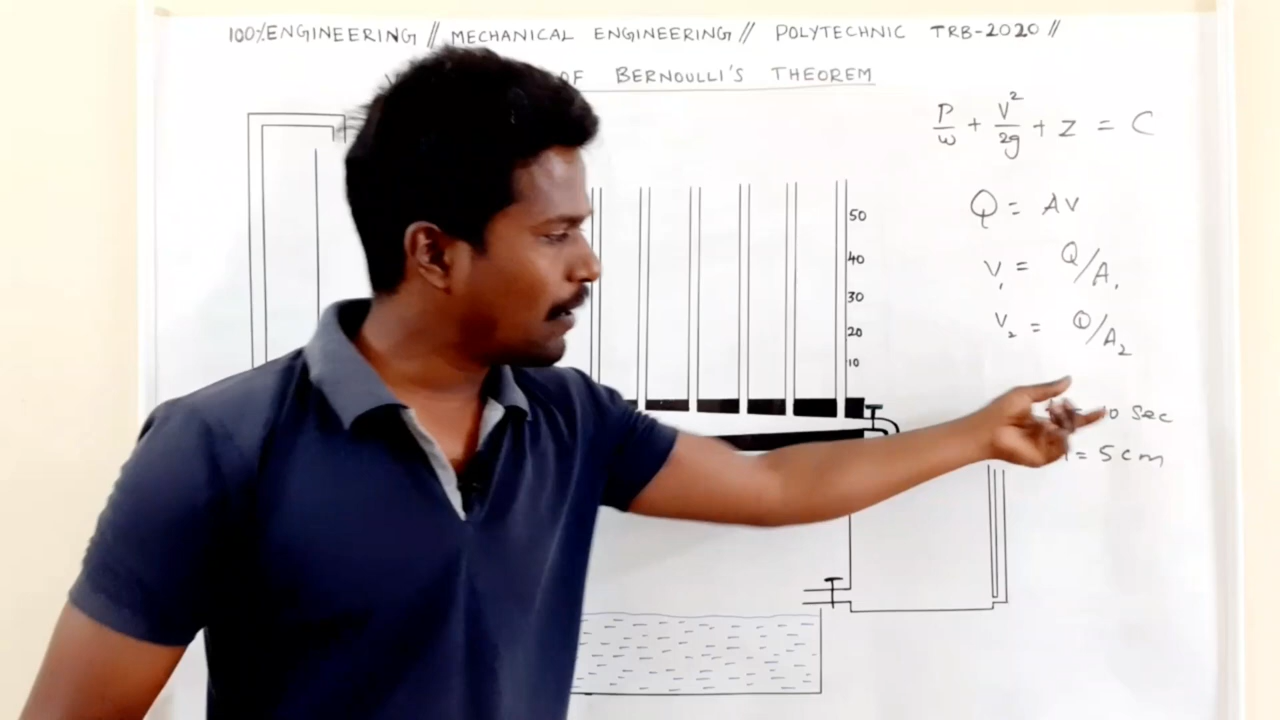 100%ENGINEERING // MECHANICAL ENGINEERING // POLYTECHNIC TRB-2020 //
OF BERNOULLI'S THEOREM
P/w + V²/2g + Z = C
Q = AV
V₁ = Q/A₁
V₂ = Q/A₂
50
40
30
20
10
Sec
= 5cm